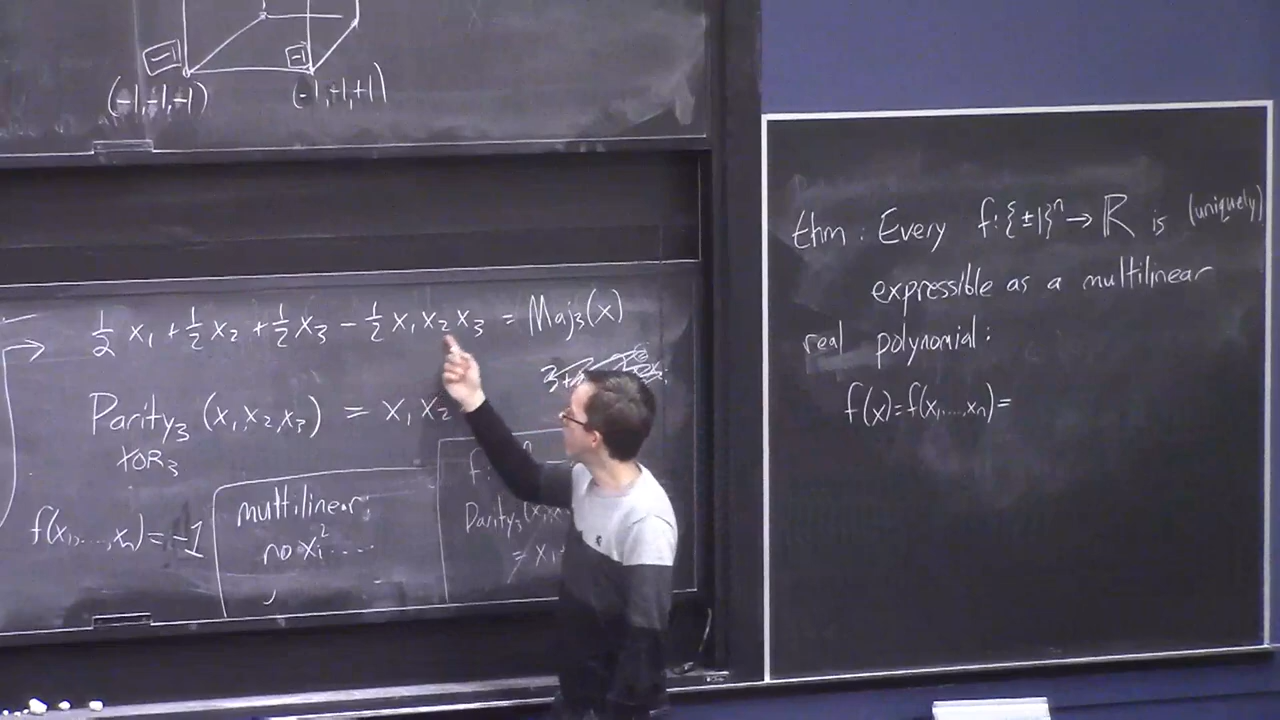 -1
-1
(-1,-1,-1)
(-1,+1,+1)
1/2 x₁ + 1/2 x₂ + 1/2 x₃ - 1/2 x₁x₂x₃ = Maj₃(x)
Parity₃ (x₁,x₂,x₃) = x₁x₂
XOR₃
f(x₁,...,xₙ) = -1
multilinear:
no xᵢ² ....
f:
Parity₃(x₁
= x₁+
thm: Every f:{±1}ⁿ→ℝ is (uniquely)
expressible as a multilinear
real polynomial:
f(x)=f(x₁,...,xₙ)=